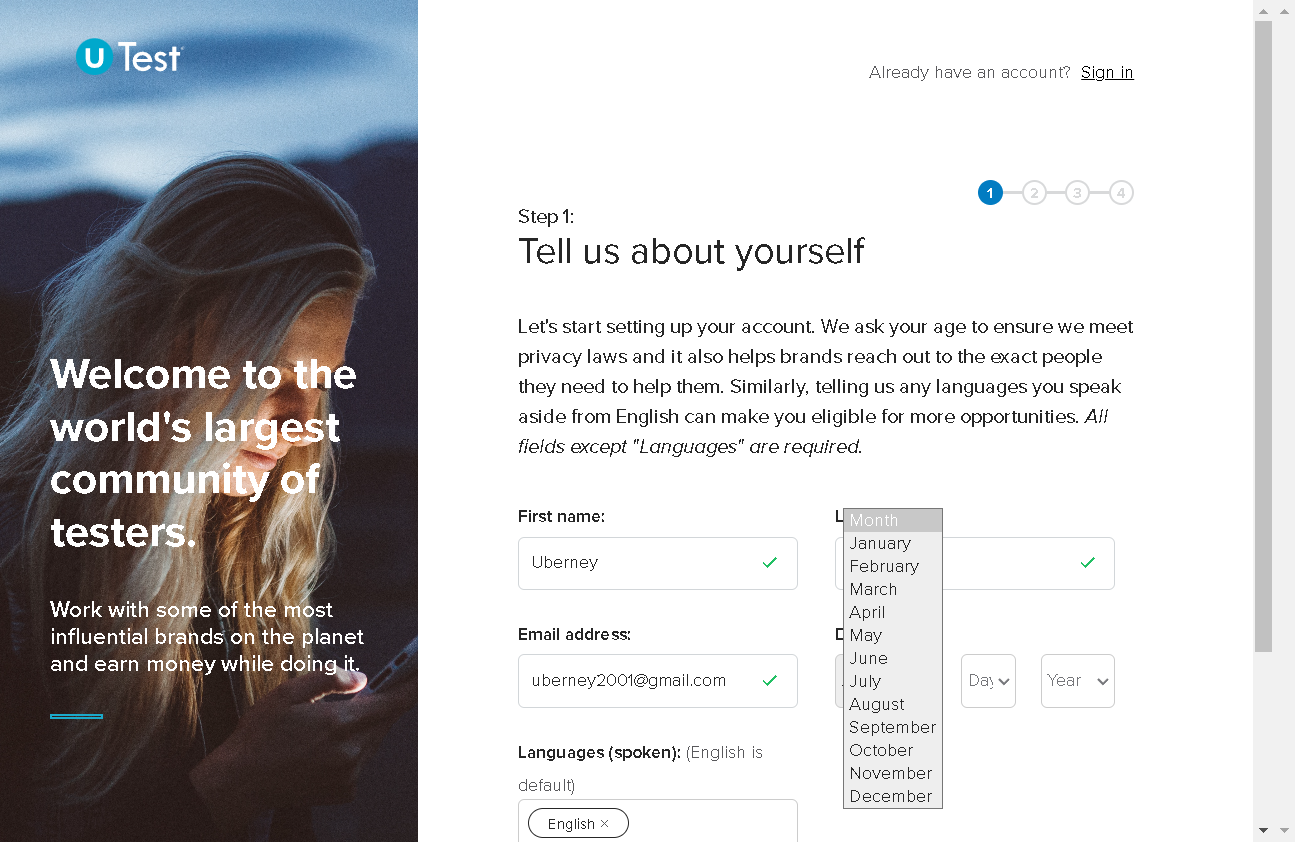 U Test
Already have an account? Sign in
1 2 3 4
Step 1:
Tell us about yourself
Let's start setting up your account. We ask your age to ensure we meet
privacy laws and it also helps brands reach out to the exact people
they need to help them. Similarly, telling us any languages you speak
aside from English can make you eligible for more opportunities. All
fields except "Languages" are required.
Welcome to the
world's largest
community of
testers.
Work with some of the most
influential brands on the planet
and earn money while doing it.
First name:
Uberney
Email address:
uberney2001@gmail.com
Month
January
February
March
April
May
June
July
August
September
October
November
December
Day
Year
Languages (spoken): (English is
default)
English ×